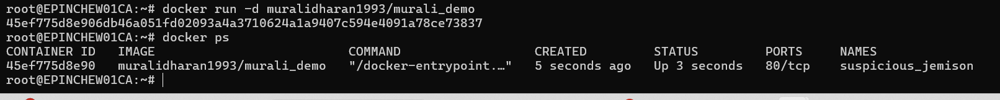 root@EPINCHEW01CA:~# docker run -d muralidharan1993/murali_demo
45ef775d8e906db46a051fd02093a4a3710624a1a9407c594e4091a78ce73837
root@EPINCHEW01CA:~# docker ps
CONTAINER ID   IMAGE                          COMMAND                  CREATED         STATUS         PORTS     NAMES
45ef775d8e90   muralidharan1993/murali_demo   "/docker-entrypoint.…"   5 seconds ago   Up 3 seconds   80/tcp    suspicious_jemison
root@EPINCHEW01CA:~#